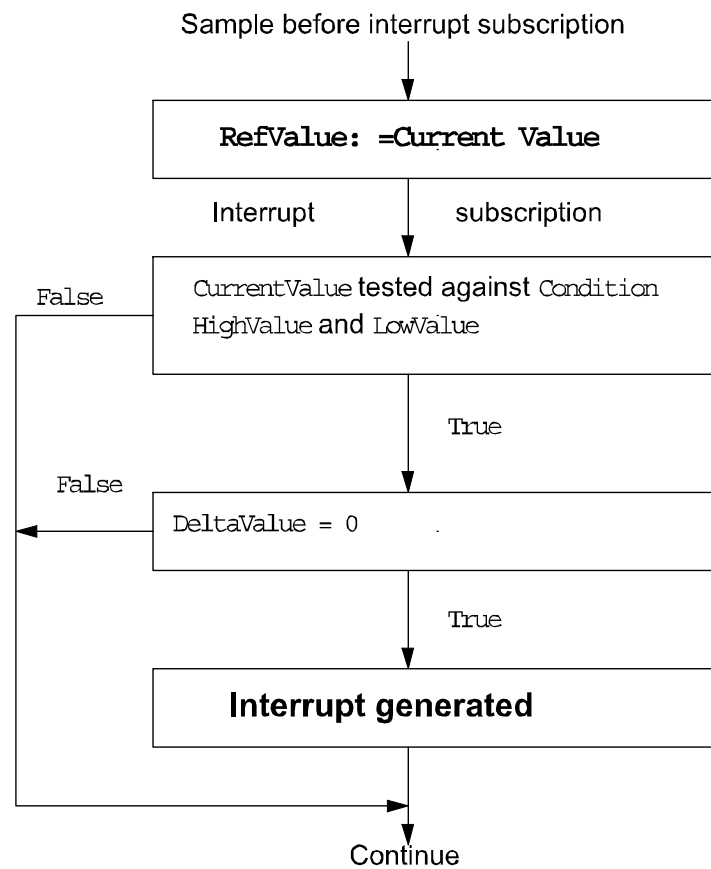 Sample before interrupt subscription
RefValue: =Current Value
Interrupt subscription
False
CurrentValue tested against Condition
HighValue and LowValue
True
False
DeltaValue = 0
True
Interrupt generated
Continue